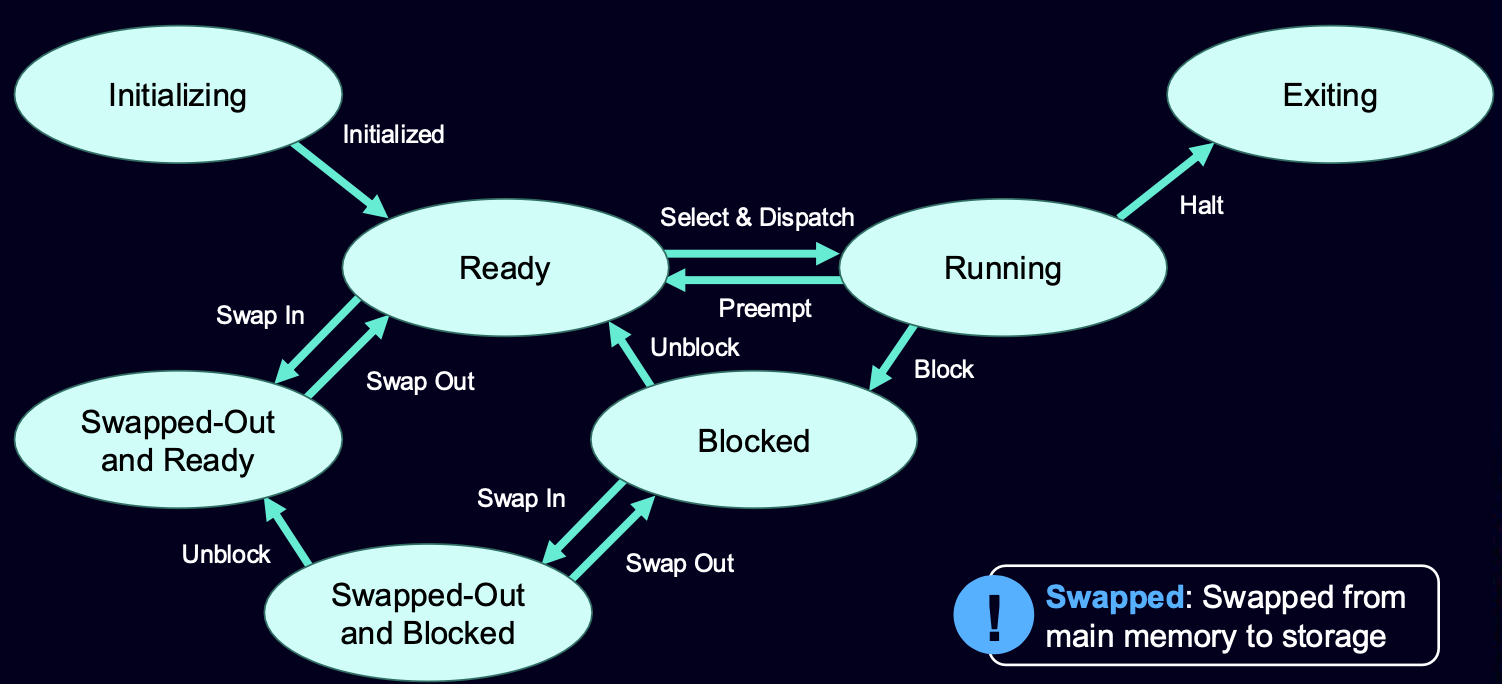 Initializing
Exiting
Initialized
Halt
Select & Dispatch
Ready
Running
Preempt
Swap In
Unblock
Block
Swap Out
Swapped-Out
and Ready
Blocked
Swap In
Unblock
Swap Out
Swapped-Out
and Blocked
!
Swapped: Swapped from
main memory to storage